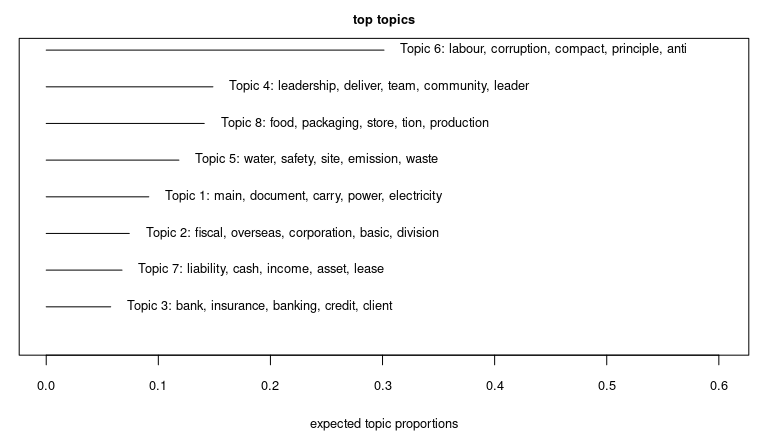 top topics
Topic 6: labour, corruption, compact, principle, anti
Topic 4: leadership, deliver, team, community, leader
Topic 8: food, packaging, store, tion, production
Topic 5: water, safety, site, emission, waste
Topic 1: main, document, carry, power, electricity
Topic 2: fiscal, overseas, corporation, basic, division
Topic 7: liability, cash, income, asset, lease
Topic 3: bank, insurance, banking, credit, client
0.0 0.1 0.2 0.3 0.4 0.5 0.6
expected topic proportions